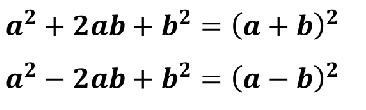 a² + 2ab + b² = (a + b)²
a² − 2ab + b² = (a − b)²